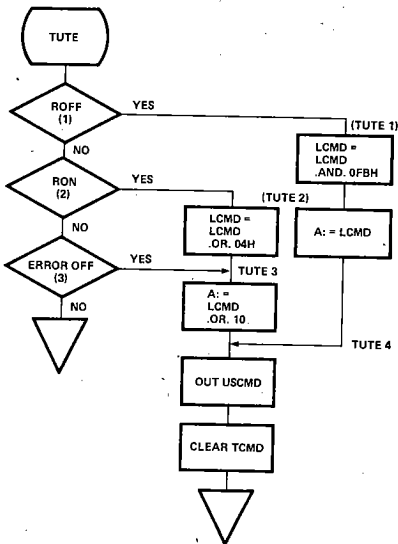 TUTE
ROFF
(1)
YES
NO
(TUTE 1)
LCMD =
LCMD
.AND. 0FBH
RON
(2)
YES
NO
(TUTE 2)
LCMD =
LCMD
.OR. 04H
A: = LCMD
ERROR OFF
(3)
YES
NO
TUTE 3
A: =
LCMD
.OR. 10
TUTE 4
OUT USCMD
CLEAR TCMD